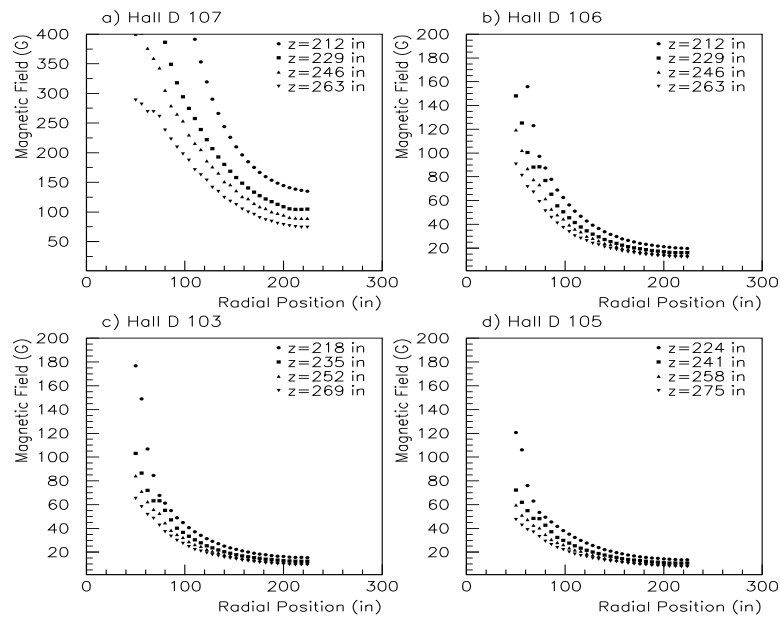 a) Hall D 107
Magnetic Field (G)
400
350
300
250
200
150
100
50
z=212 in
z=229 in
z=246 in
z=263 in
0
100
200
300
Radial Position (in)
b) Hall D 106
Magnetic Field (G)
200
180
160
140
120
100
80
60
40
20
z=212 in
z=229 in
z=246 in
z=263 in
0
100
200
300
Radial Position (in)
c) Hall D 103
Magnetic Field (G)
200
180
160
140
120
100
80
60
40
20
z=218 in
z=235 in
z=252 in
z=269 in
0
100
200
300
Radial Position (in)
d) Hall D 105
Magnetic Field (G)
200
180
160
140
120
100
80
60
40
20
z=224 in
z=241 in
z=258 in
z=275 in
0
100
200
300
Radial Position (in)